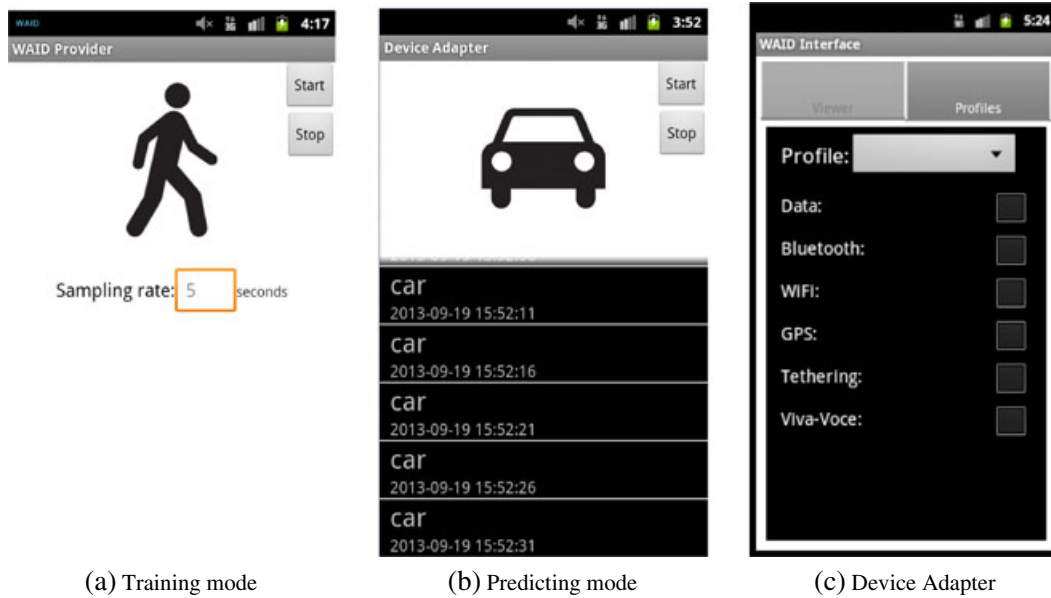 WAID
4:17
WAID Provider
Start
Stop
Sampling rate: 5 seconds
(a) Training mode
3G
3:52
Device Adapter
Start
Stop
car
2013-09-19 15:52:11
car
2013-09-19 15:52:16
car
2013-09-19 15:52:21
car
2013-09-19 15:52:26
car
2013-09-19 15:52:31
(b) Predicting mode
5:24
WAID Interface
Viewer
Profiles
Profile:
Data:
Bluetooth:
WIFI:
GPS:
Tethering:
Viva-Voce:
(c) Device Adapter